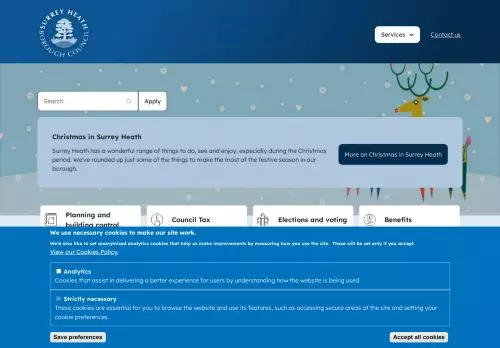 SURREY HEATH
BOROUGH COUNCIL
Services
Contact us
Search
Apply
Christmas in Surrey Heath
Surrey Heath has a wonderful range of things to do, see and enjoy, especially during the Christmas
period. We've rounded up just some of the things to make the most of the festive season in our
borough.
More on Christmas in Surrey Heath
Planning and
building control
Council Tax
Elections and voting
Benefits
We use necessary cookies to make our site work.
We'd also like to set anonymised analytics cookies that help us make improvements by measuring how you use the site. These will be set only if you accept.
View our Cookies Policy.
Analytics
Cookies that assist in delivering a better experience for users by understanding how the website is being used.
Strictly necessary
These cookies are essential for you to browse the website and use its features, such as accessing secure areas of the site and setting your
cookie preferences.
Save preferences
Accept all cookies